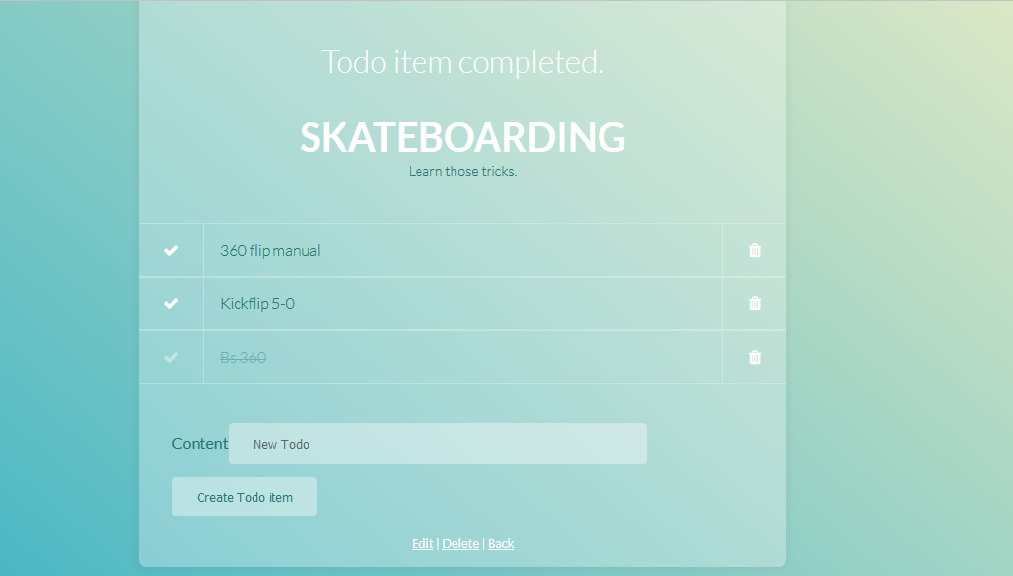 Todo item completed.
SKATEBOARDING
Learn those tricks.
360 flip manual
Kickflip 5-0
Bs 360
Content New Todo
Create Todo item
Edit | Delete | Back